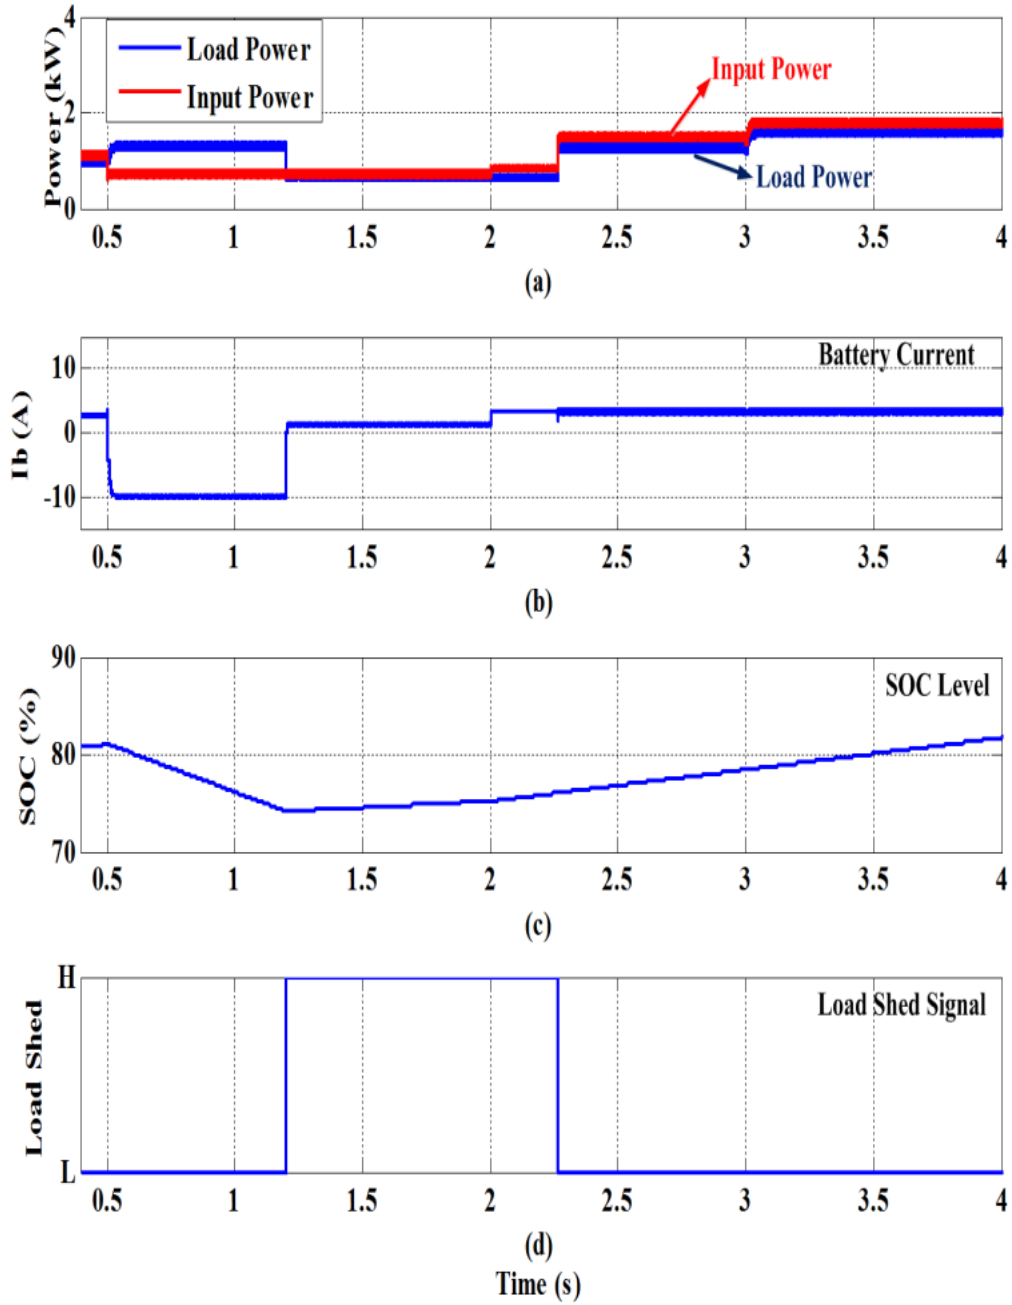 4
Load Power
Input Power
Input Power
2
Load Power
0
Power (kW)
0.5 1 1.5 2 2.5 3 3.5 4
(a)
Battery Current
10
0
-10
Ib (A)
0.5 1 1.5 2 2.5 3 3.5 4
(b)
90
SOC Level
80
70
SOC (%)
0.5 1 1.5 2 2.5 3 3.5 4
(c)
H
Load Shed Signal
L
Load Shed
0.5 1 1.5 2 2.5 3 3.5 4
(d)
Time (s)